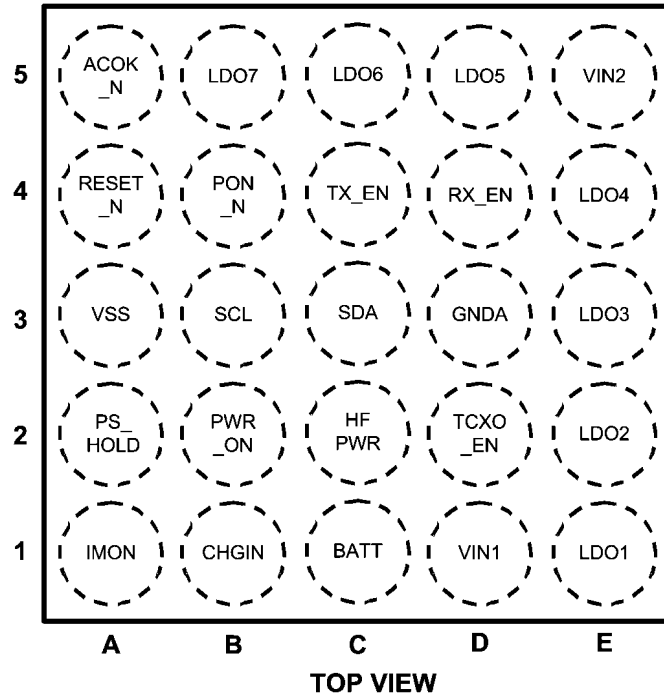 5 ACOK LDO7 LDO6 LDO5 VIN2
_N
4 RESET PON TX_EN RX_EN LDO4
_N _N
3 VSS SCL SDA GNDA LDO3
2 PS_ PWR HF TCXO LDO2
HOLD _ON PWR _EN
1 IMON CHGIN BATT VIN1 LDO1
A B C D E
TOP VIEW